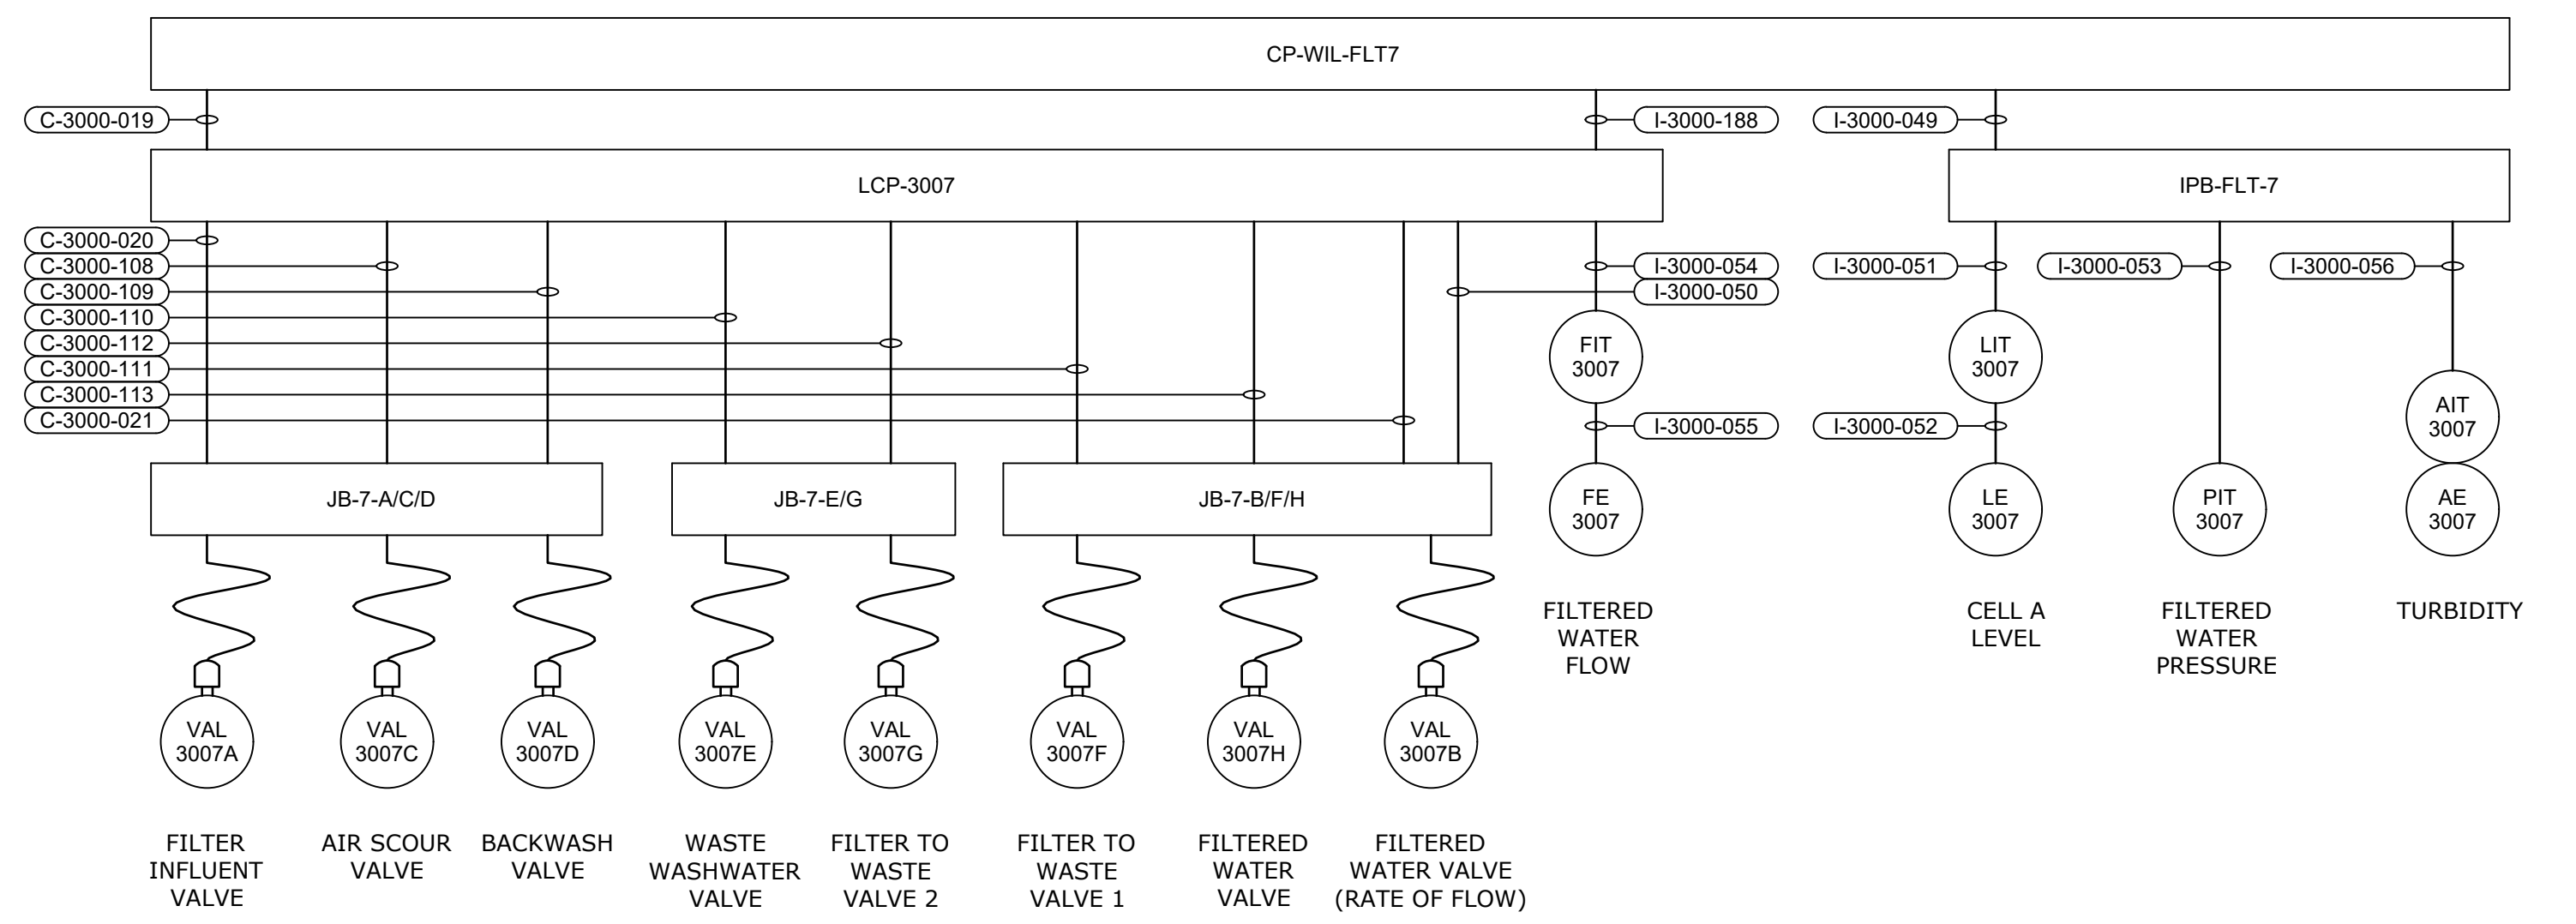 CP-WIL-FLT7
C-3000-019
I-3000-188
I-3000-049
LCP-3007
IPB-FLT-7
C-3000-020
C-3000-108
C-3000-109
C-3000-110
C-3000-112
C-3000-111
C-3000-113
C-3000-021
I-3000-054
I-3000-050
I-3000-051
I-3000-053
I-3000-056
FIT
3007
LIT
3007
AIT
3007
I-3000-055
I-3000-052
JB-7-A/C/D
JB-7-E/G
JB-7-B/F/H
FE
3007
LE
3007
PIT
3007
AE
3007
FILTERED
WATER
FLOW
CELL A
LEVEL
FILTERED
WATER
PRESSURE
TURBIDITY
VAL
3007A
VAL
3007C
VAL
3007D
VAL
3007E
VAL
3007G
VAL
3007F
VAL
3007H
VAL
3007B
FILTER
INFLUENT
VALVE
AIR SCOUR
VALVE
BACKWASH
VALVE
WASTE
WASHWATER
VALVE
FILTER TO
WASTE
VALVE 2
FILTER TO
WASTE
VALVE 1
FILTERED
WATER
VALVE
FILTERED
WATER VALVE
(RATE OF FLOW)